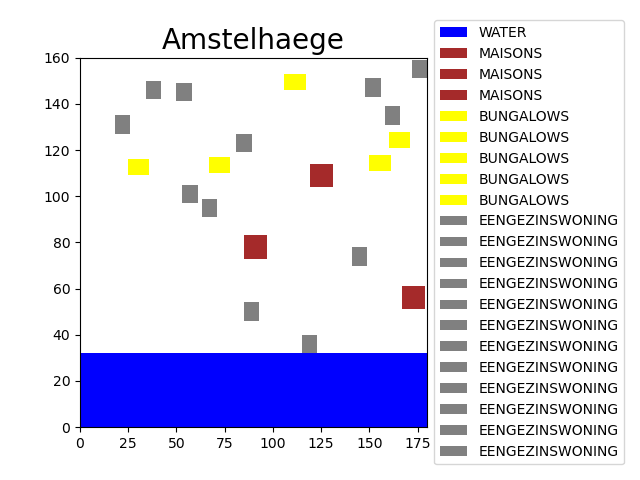 Amstelhaege
160
140
120
100
80
60
40
20
0
0 25 50 75 100 125 150 175
WATER
MAISONS
MAISONS
MAISONS
BUNGALOWS
BUNGALOWS
BUNGALOWS
BUNGALOWS
BUNGALOWS
EENGEZINSWONING
EENGEZINSWONING
EENGEZINSWONING
EENGEZINSWONING
EENGEZINSWONING
EENGEZINSWONING
EENGEZINSWONING
EENGEZINSWONING
EENGEZINSWONING
EENGEZINSWONING
EENGEZINSWONING
EENGEZINSWONING